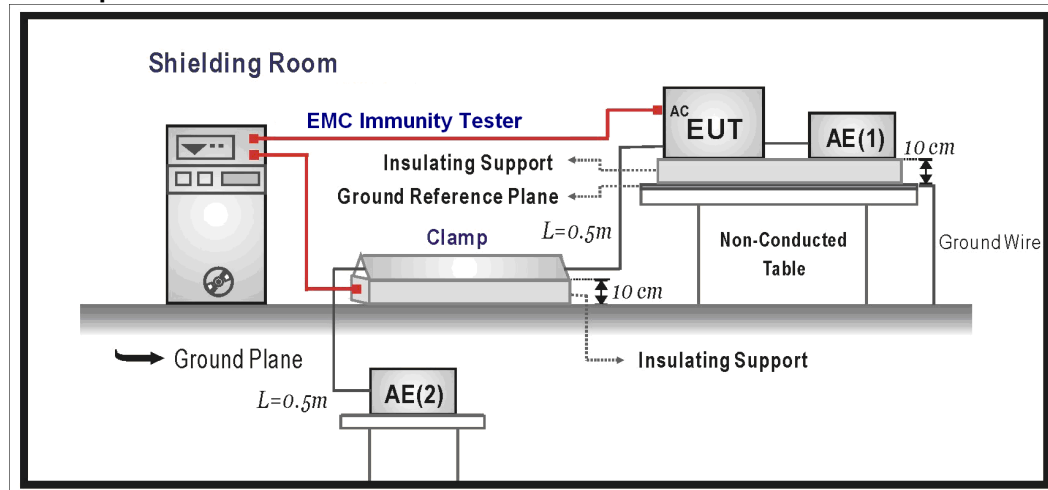 Shielding Room
EMC Immunity Tester
AC
EUT
AE(1)
10 cm
Insulating Support
Ground Reference Plane
Clamp
L=0.5m
Non-Conducted
Table
Ground Wire
10 cm
Ground Plane
Insulating Support
L=0.5m
AE(2)